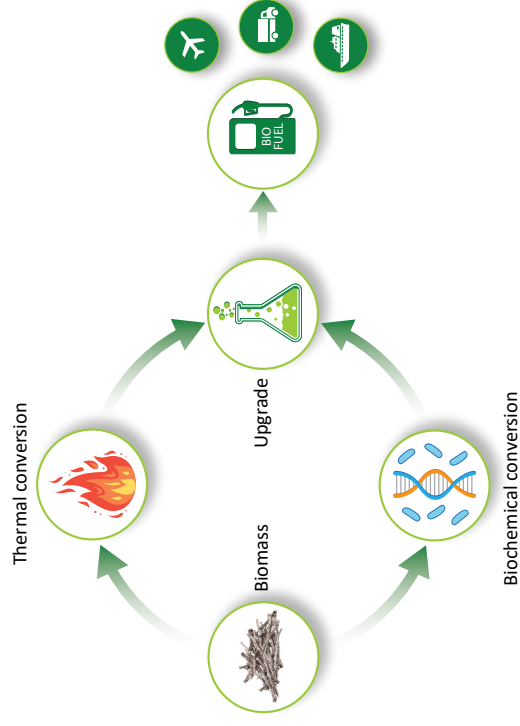 Thermal conversion
Biomass
Upgrade
BIO
FUEL
Biochemical conversion